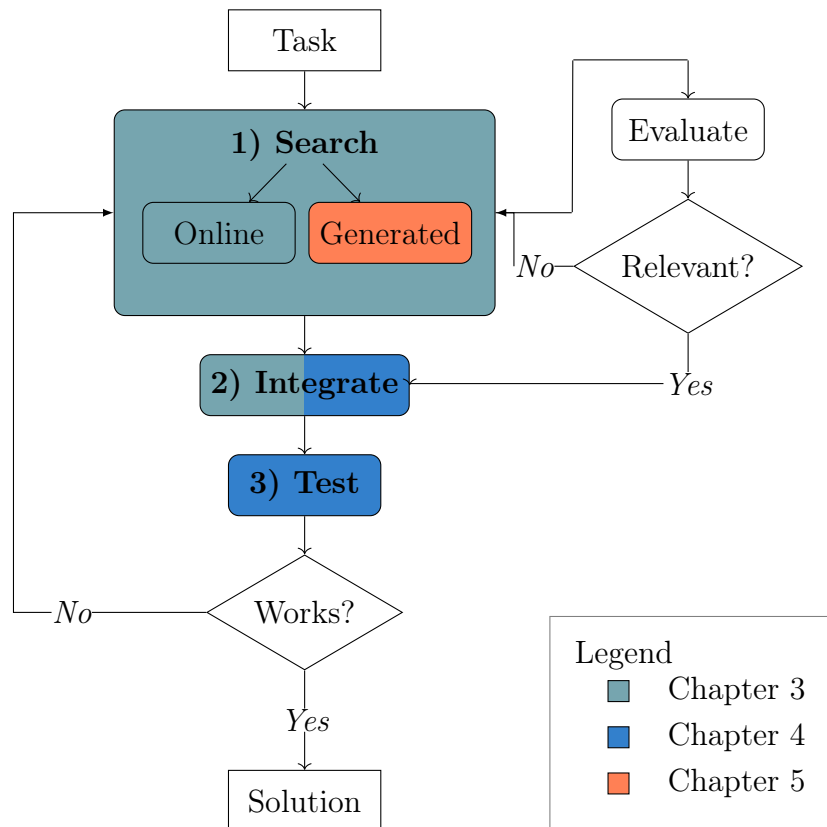 Task
1) Search
Online
Generated
Evaluate
Relevant?
No
Yes
2) Integrate
3) Test
Works?
No
Yes
Solution
Legend
Chapter 3
Chapter 4
Chapter 5